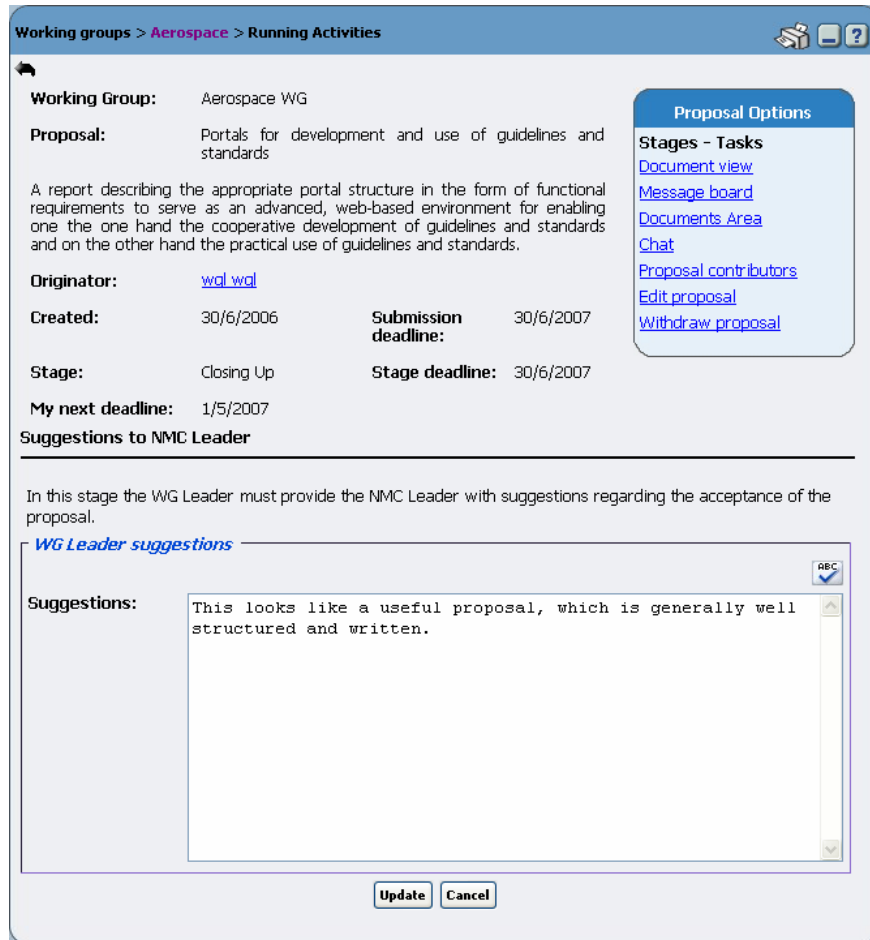 Working groups > Aerospace > Running Activities
?
Working Group: Aerospace WG
Proposal: Portals for development and use of guidelines and
standards
A report describing the appropriate portal structure in the form of functional
requirements to serve as an advanced, web-based environment for enabling
one the one hand the cooperative development of guidelines and standards
and on the other hand the practical use of guidelines and standards.
Originator: wgl wgl
Created: 30/6/2006 Submission deadline: 30/6/2007
Stage: Closing Up Stage deadline: 30/6/2007
My next deadline: 1/5/2007
Proposal Options
Stages - Tasks
Document view
Message board
Documents Area
Chat
Proposal contributors
Edit proposal
Withdraw proposal
Suggestions to NMC Leader
In this stage the WG Leader must provide the NMC Leader with suggestions regarding the acceptance of the
proposal.
WG Leader suggestions
ABC
Suggestions: This looks like a useful proposal, which is generally well
structured and written.
Update Cancel